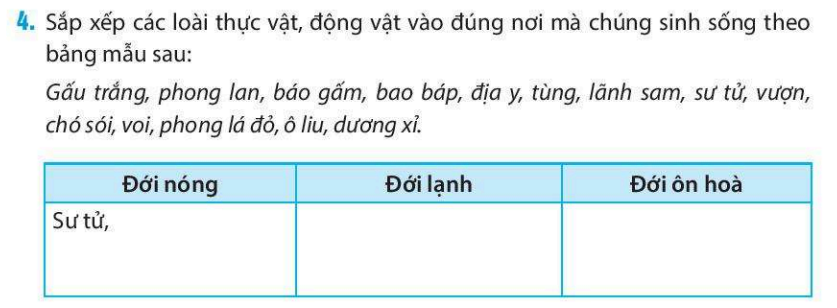 4. Sắp xếp các loài thực vật, động vật vào đúng nơi mà chúng sinh sống theo
bảng mẫu sau:
Gấu trắng, phong lan, báo gấm, bao báp, địa y, tùng, lãnh sam, sư tử, vượn,
chó sói, voi, phong lá đỏ, ô liu, dương xỉ.
Đới nóng
Đới lạnh
Đới ôn hoà
Sư tử,